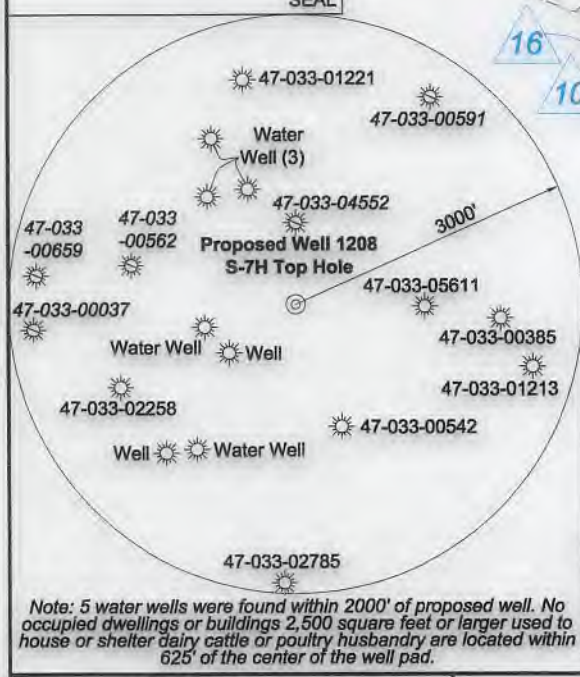 SEAL
16
10
47-033-01221
47-033-00591
Water
Well (3)
47-033-04552
47-033
-00659
47-033
-00562
Proposed Well 1208
S-7H Top Hole
3000'
47-033-00037
47-033-05611
47-033-00385
Water Well
Well
47-033-01213
47-033-02258
47-033-00542
Well
Water Well
47-033-02785
Note: 5 water wells were found within 2000' of proposed well. No
occupied dwellings or buildings 2,500 square feet or larger used to
house or shelter dairy cattle or poultry husbandry are located within
625' of the center of the well pad.